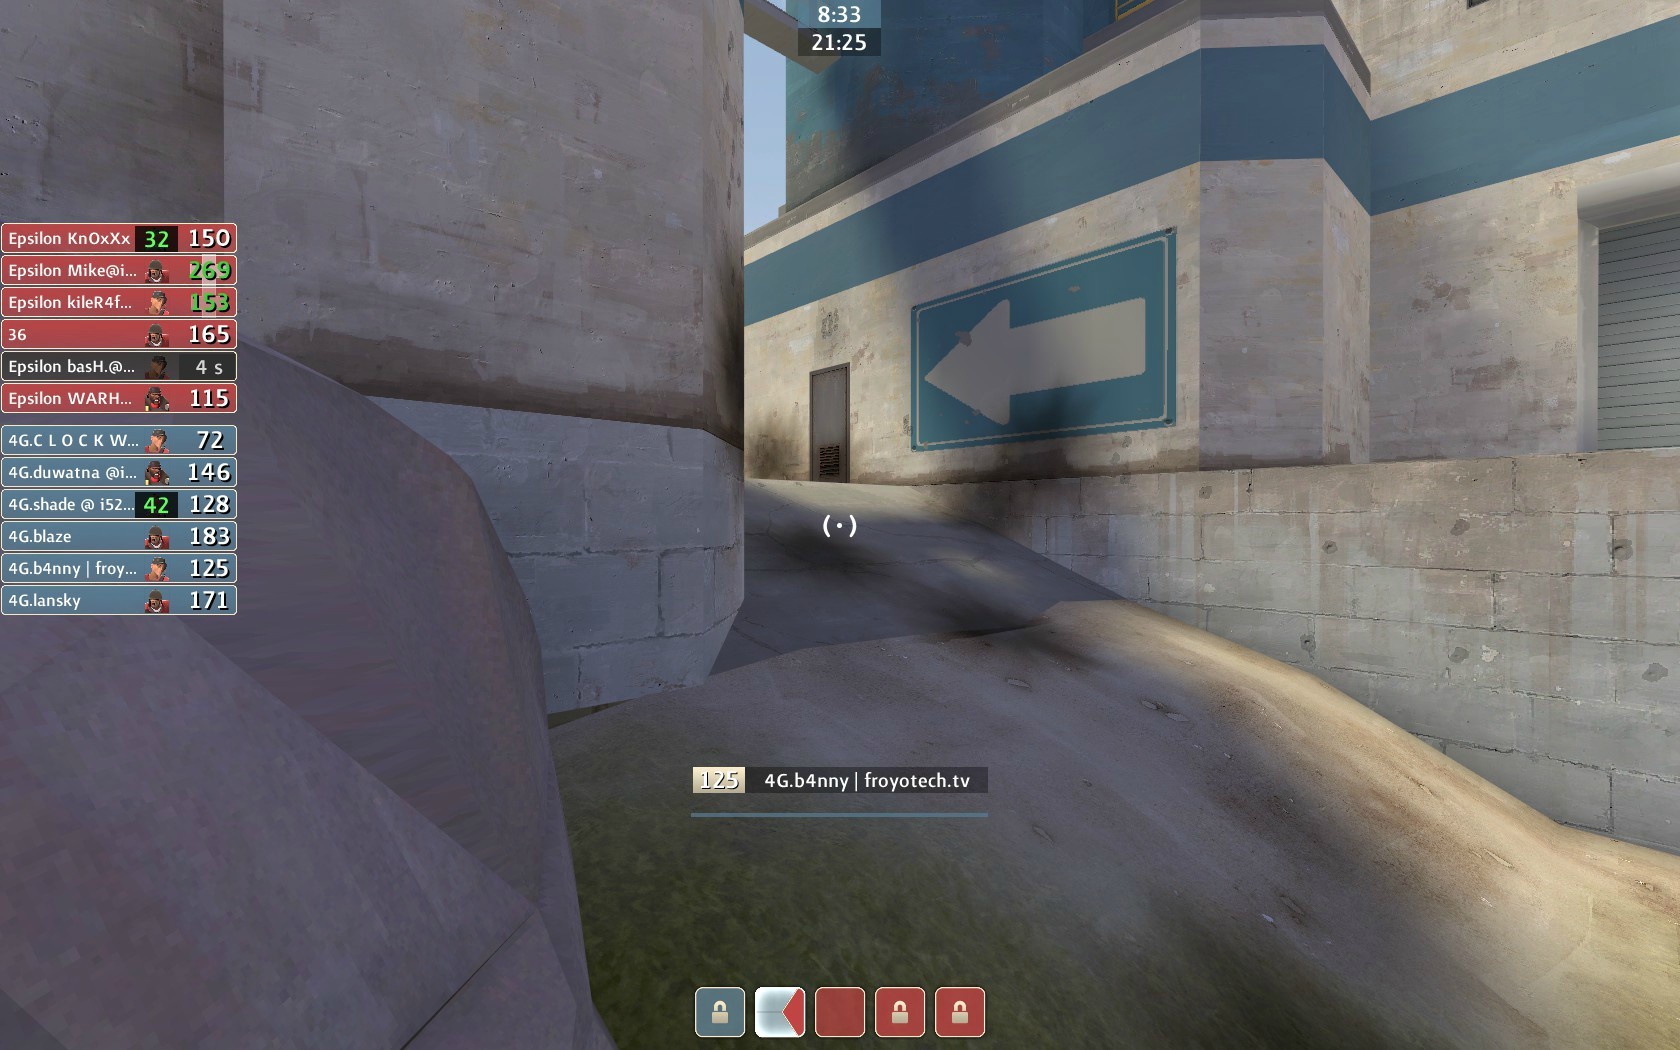 8:33
21:25
Epsilon KnOxXx 32 150
Epsilon Mike@i... 269
Epsilon kileR4f... 153
36 165
Epsilon basH.@... 4 s
Epsilon WARH... 115
4G.C L O C K W... 72
4G.duwatna @i... 146
4G.shade @ i52... 42 128
4G.blaze 183
4G.b4nny | froy... 125
4G.lansky 171
125 4G.b4nny | froyotech.tv